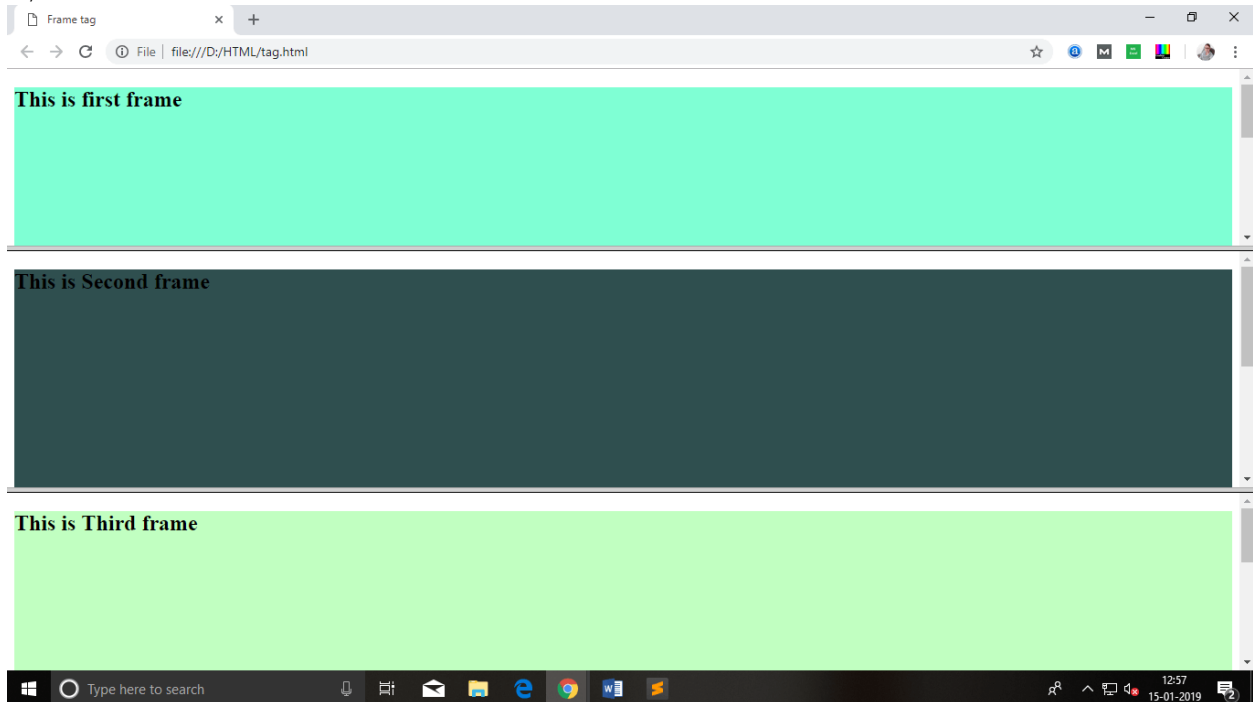 Frame tag
File | file:///D:/HTML/tag.html
This is first frame
This is Second frame
This is Third frame
Type here to search
12:57
15-01-2019
2